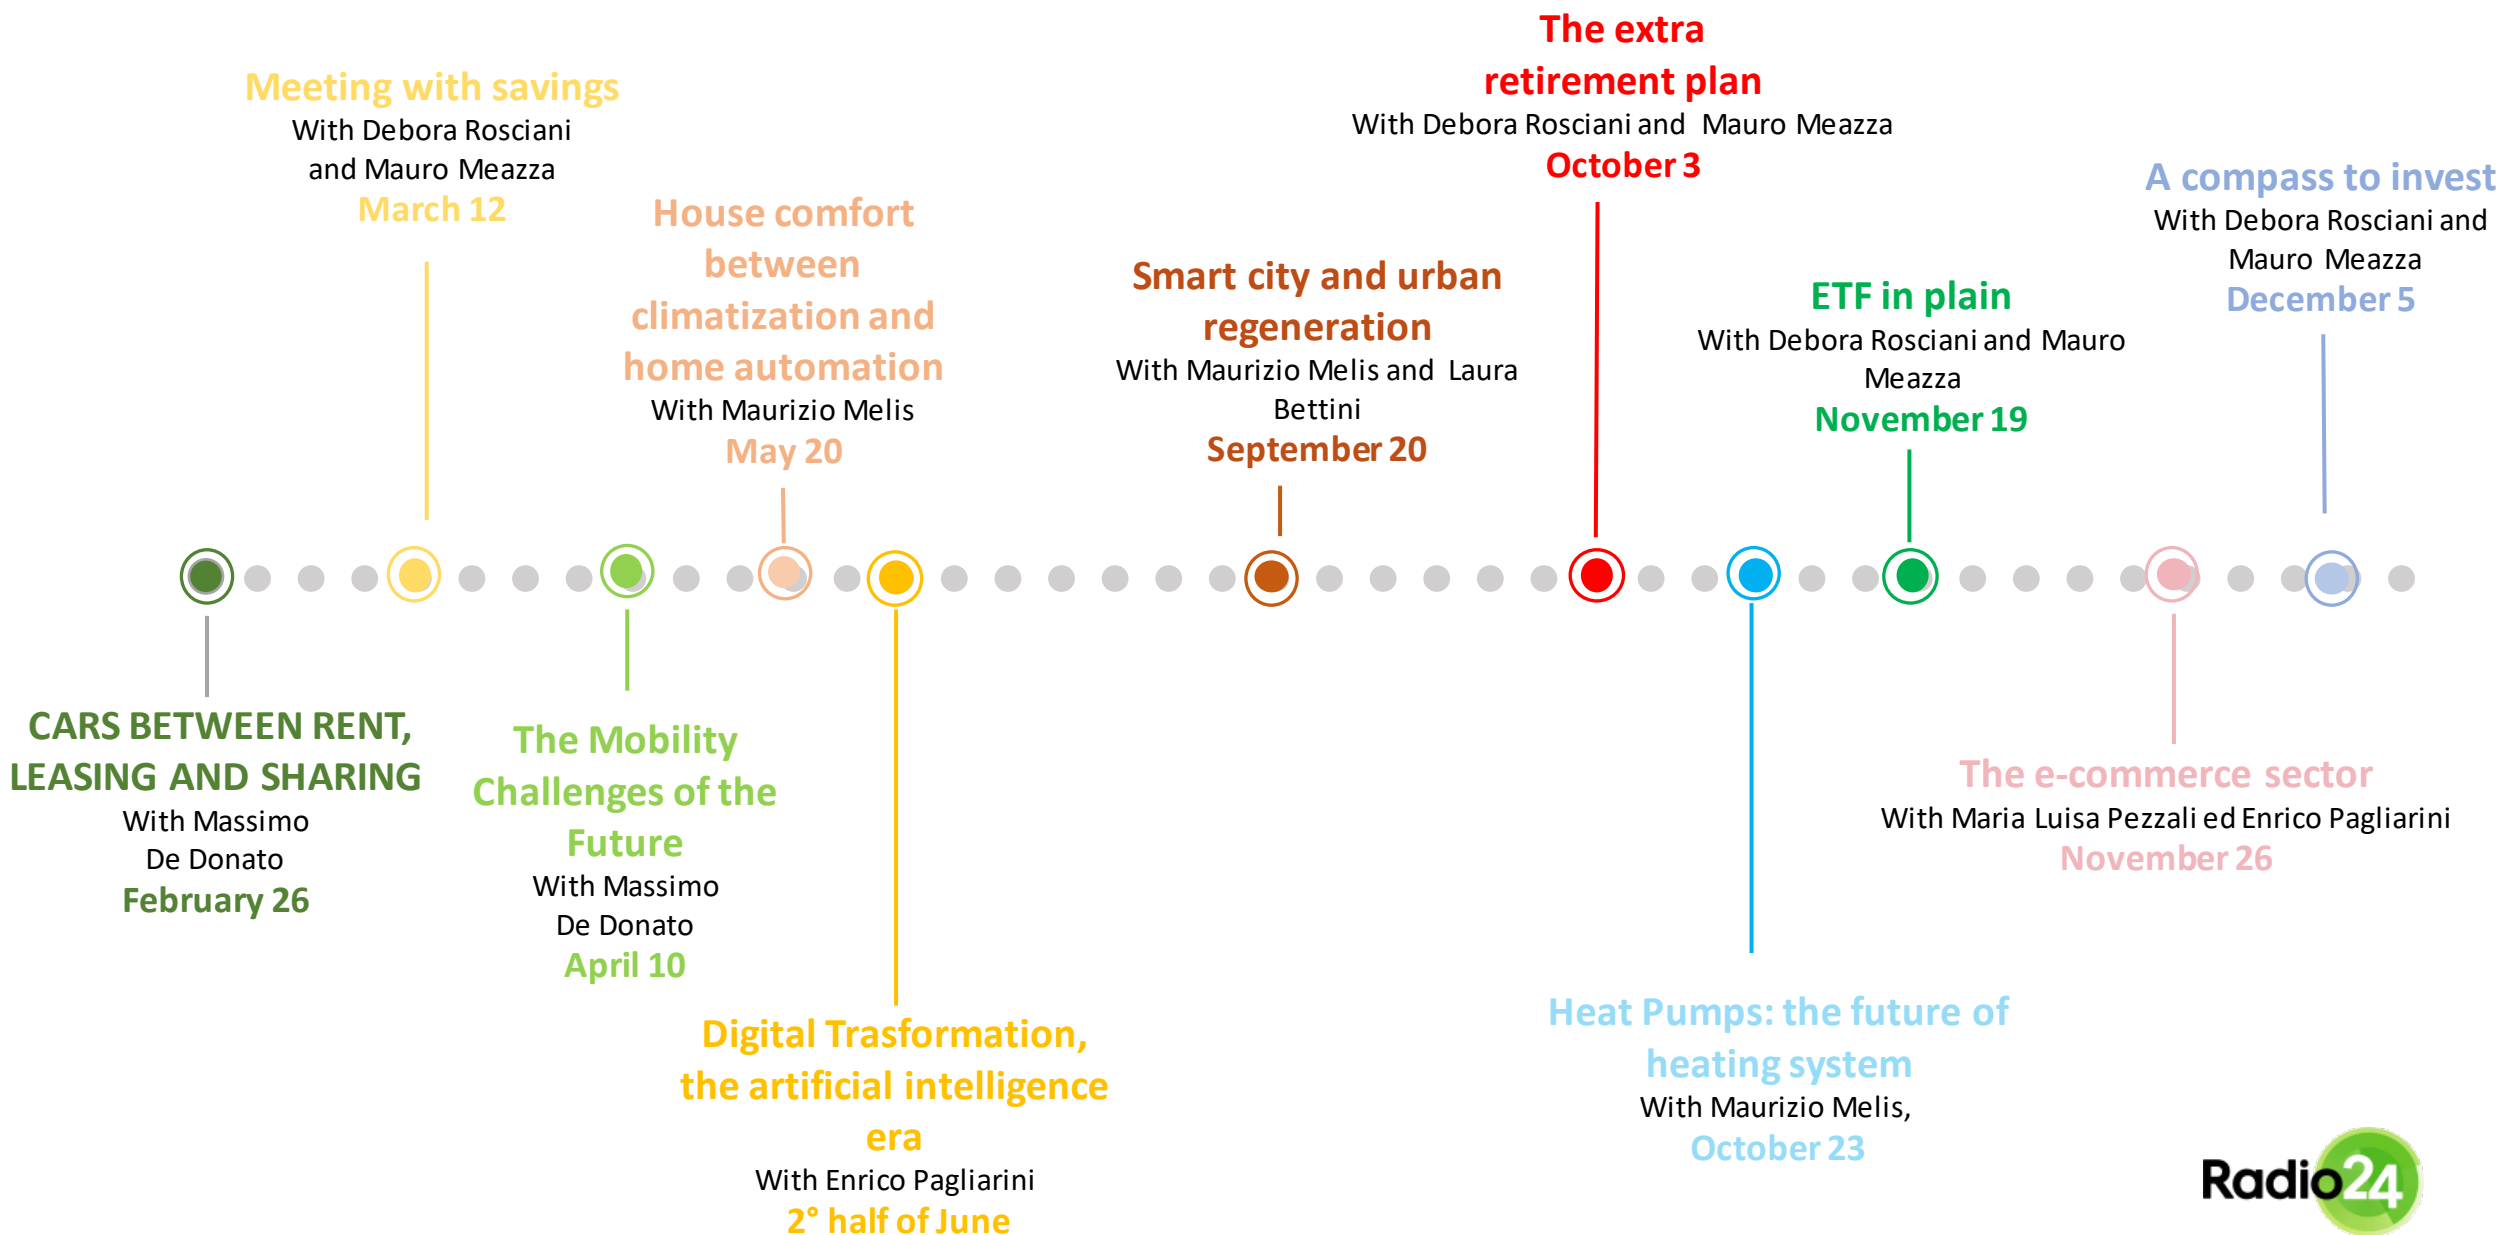 Meeting with savings
With Debora Rosciani
and Mauro Meazza
March 12
House comfort
between
climatization and
home automation
With Maurizio Melis
May 20
Smart city and urban
regeneration
With Maurizio Melis and Laura
Bettini
September 20
The extra
retirement plan
With Debora Rosciani and Mauro Meazza
October 3
ETF in plain
With Debora Rosciani and Mauro
Meazza
November 19
A compass to invest
With Debora Rosciani and
Mauro Meazza
December 5
CARS BETWEEN RENT,
LEASING AND SHARING
With Massimo
De Donato
February 26
The Mobility
Challenges of the
Future
With Massimo
De Donato
April 10
Digital Trasformation,
the artificial intelligence
era
With Enrico Pagliarini
2° half of June
Heat Pumps: the future of
heating system
With Maurizio Melis,
October 23
The e-commerce sector
With Maria Luisa Pezzali ed Enrico Pagliarini
November 26
Radio24